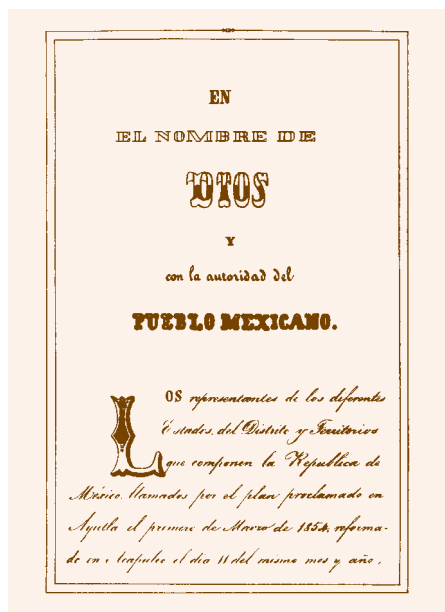 EN
EL NOMBRE DE
DIOS
Y
con la autoridad del
PUEBLO MEXICANO.
LOS representantes de los diferentes
Estados, del Distrito y Territorios
que componen la República de
México, llamados por el plan proclamado en
Ayutla el primero de Marzo de 1854, reforma-
do en Acapulco el dia 11 del mismo mes y año,